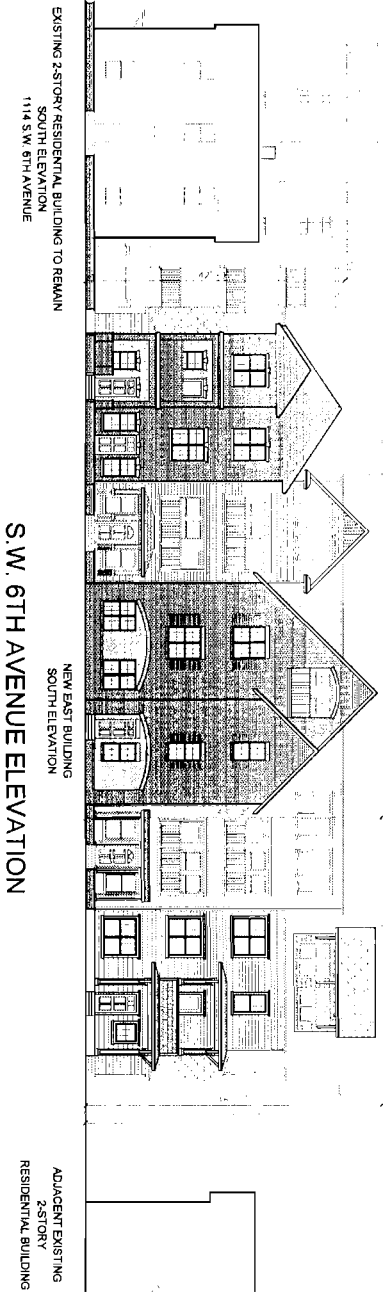 EXISTING 2-STORY RESIDENTIAL BUILDING TO REMAIN
SOUTH ELEVATION
1114 S.W. 6TH AVENUE
NEW EAST BUILDING
SOUTH ELEVATION
S.W. 6TH AVENUE ELEVATION
ADJACENT EXISTING
2-STORY
RESIDENTIAL BUILDING